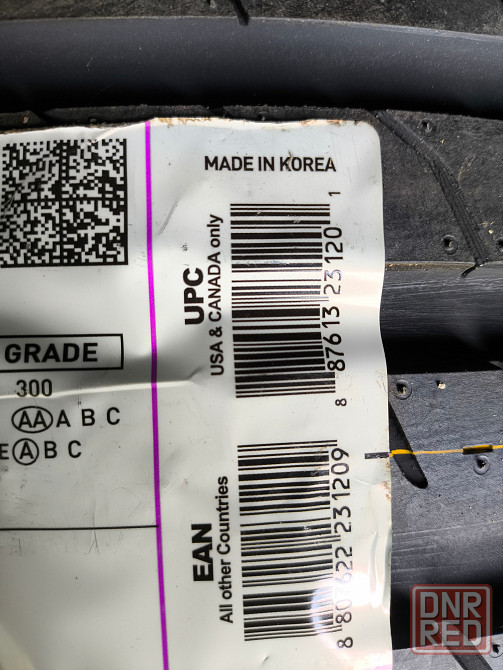 MADE IN KOREA
UPC
USA & CANADA only
8 87613 23120 1
GRADE
300
AA A B C
E A B C
EAN
All other Countries
8 807622 231209
DNR
RED